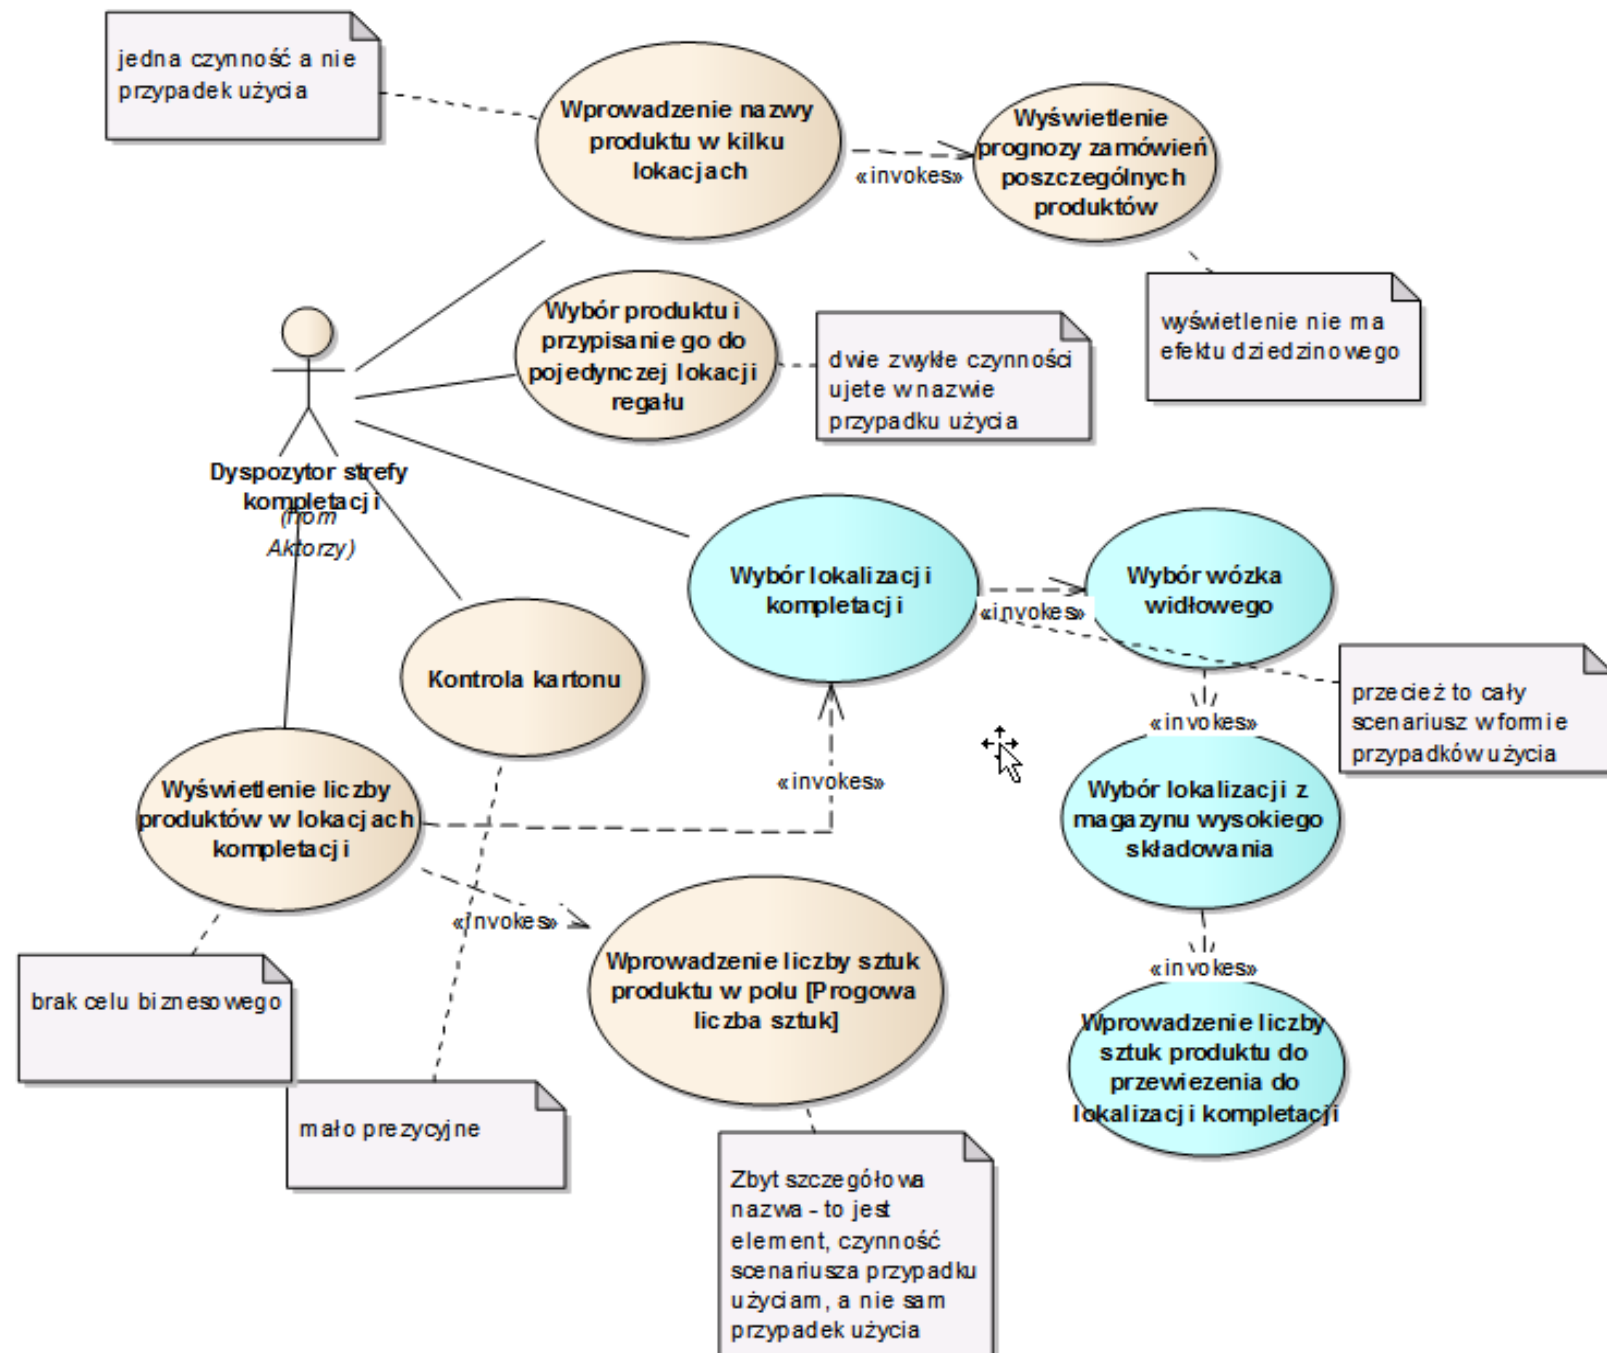 jedna czynność a nie
przypadek użycia
Wprowadzenie nazwy
produktu w kilku
lokacjach
«invokes»
Wyświetlenie
prognozy zamówień
poszczególnych
produktów
wyświetlenie nie ma
efektu dziedzinowego
Wybór produktu i
przypisanie go do
pojedynczej lokacji
regału
dwie zwykłe czynności
ujete w nazwie
przypadku użycia
Dyspozytor strefy
kompletacji
(from
Aktorzy)
Wybór lokalizacji
kompletacji
«invokes»
Wybór wózka
widłowego
Kontrola kartonu
przecież to cały
scenariusz w formie
przypadków użycia
«invokes»
Wyświetlenie liczby
produktów w lokacjach
kompletacji
«invokes»
Wybór lokalizacji z
magazynu wysokiego
składowania
«invokes»
Wprowadzenie liczby sztuk
produktu w polu [Progowa
liczba sztuk]
«invokes»
brak celu biznesowego
Wprowadzenie liczby
sztuk produktu do
przewiezenia do
lokalizacji kompletacji
mało prezycyjne
Zbyt szczegółowa
nazwa - to jest
element, czynność
scenariusza przypadku
użyciam, a nie sam
przypadek użycia